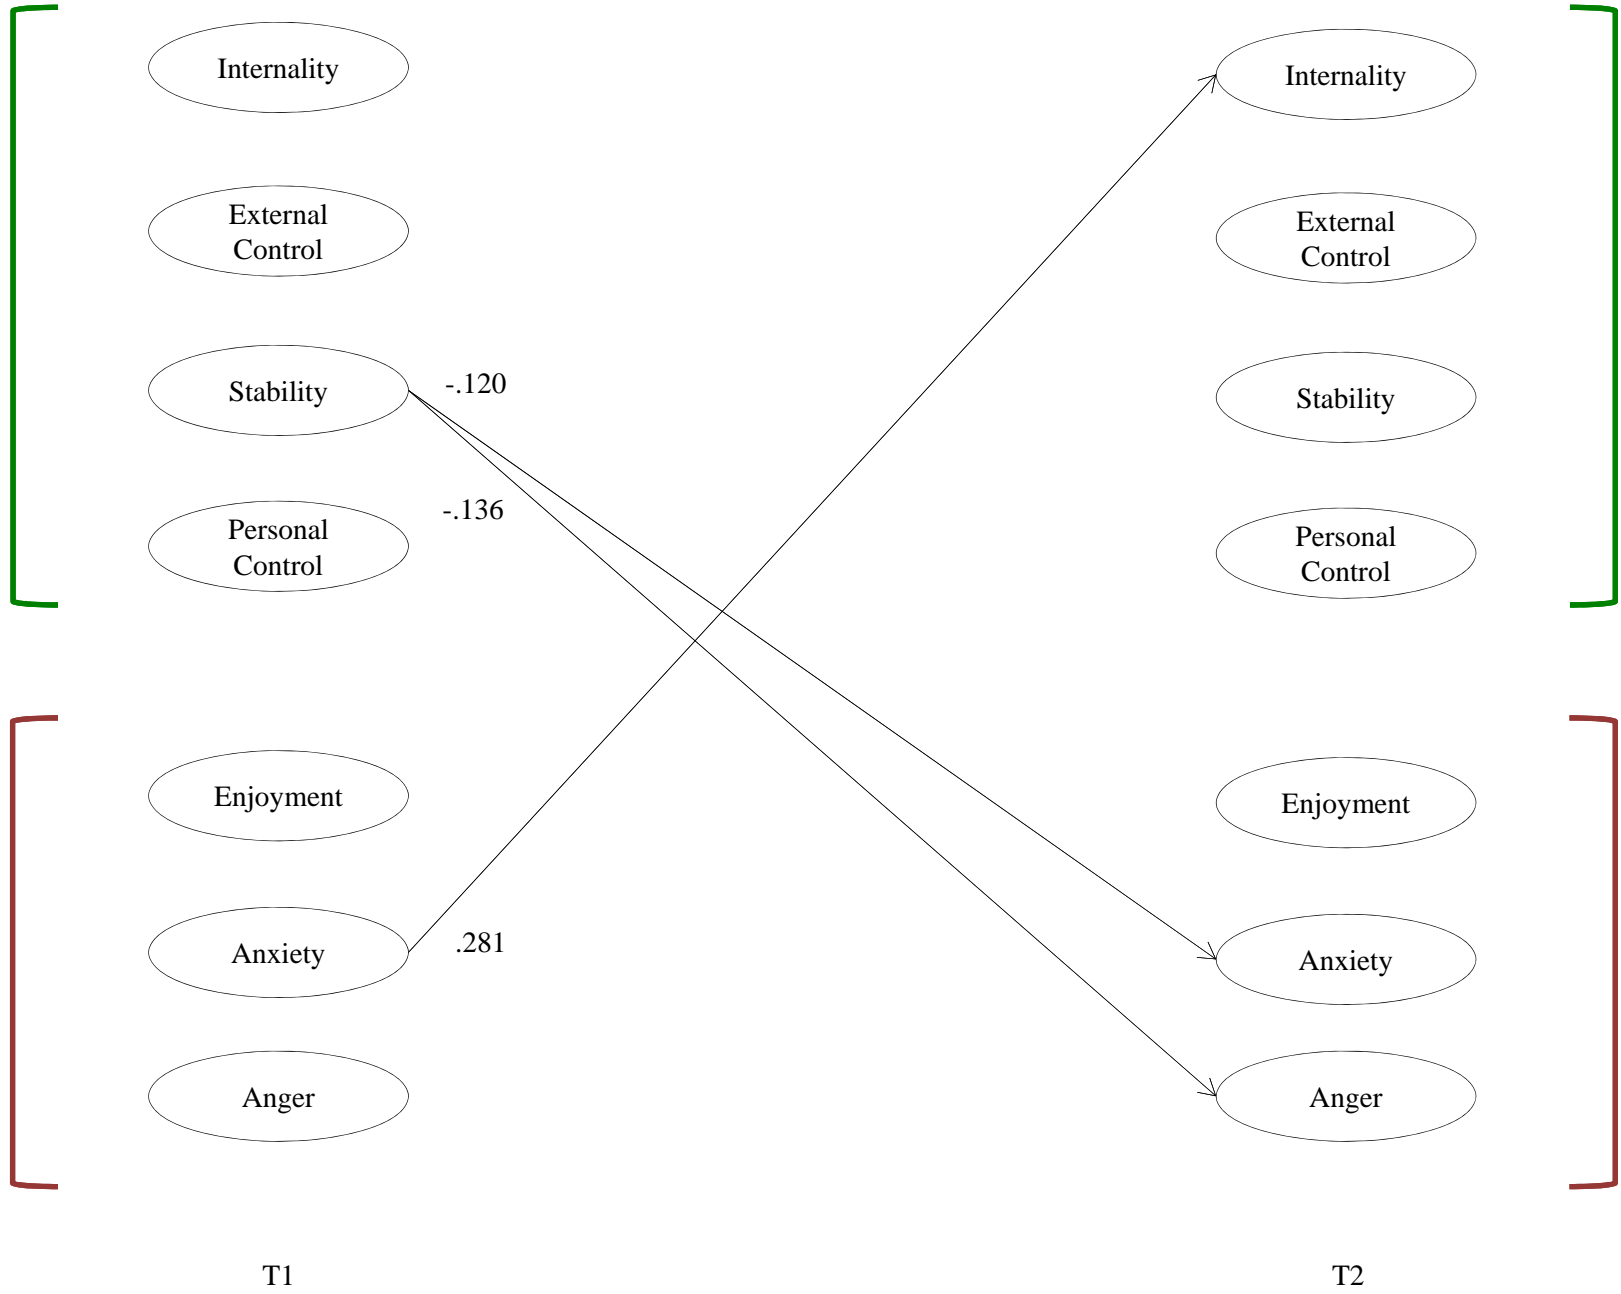 Internality
External
Control
Stability
-.120
-.136
Personal
Control
Enjoyment
Anxiety
.281
Anger
T1
Internality
External
Control
Stability
Personal
Control
Enjoyment
Anxiety
Anger
T2